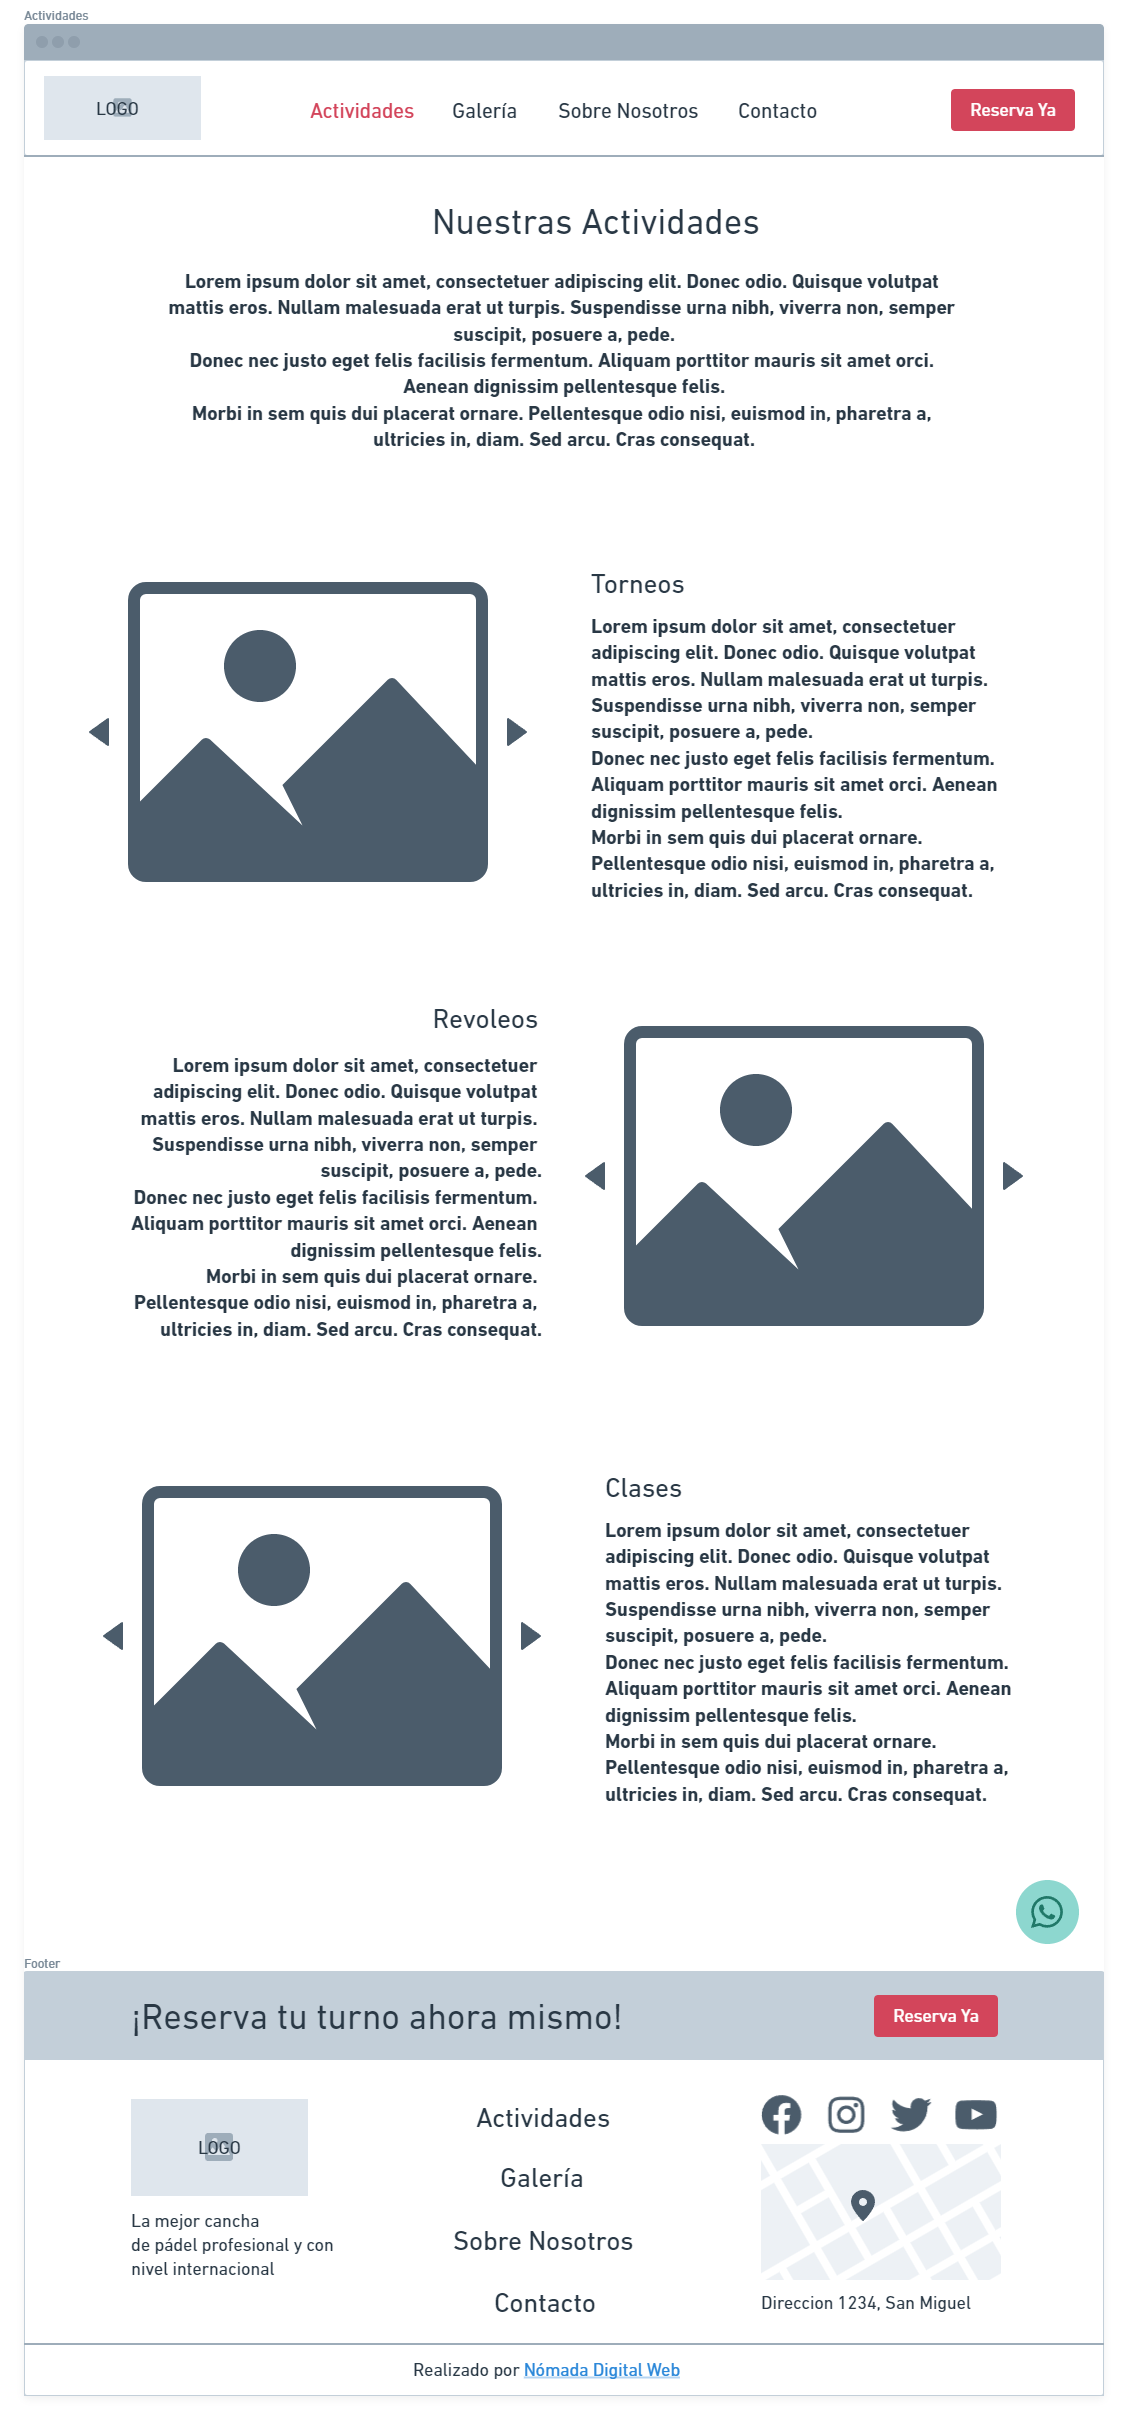 Actividades
LOGO
Actividades
Galería
Sobre Nosotros
Contacto
Reserva Ya
Nuestras Actividades
Lorem ipsum dolor sit amet, consectetuer adipiscing elit. Donec odio. Quisque volutpat
mattis eros. Nullam malesuada erat ut turpis. Suspendisse urna nibh, viverra non, semper
suscipit, posuere a, pede.
Donec nec justo eget felis facilisis fermentum. Aliquam porttitor mauris sit amet orci.
Aenean dignissim pellentesque felis.
Morbi in sem quis dui placerat ornare. Pellentesque odio nisi, euismod in, pharetra a,
ultricies in, diam. Sed arcu. Cras consequat.
Torneos
Lorem ipsum dolor sit amet, consectetuer
adipiscing elit. Donec odio. Quisque volutpat
mattis eros. Nullam malesuada erat ut turpis.
Suspendisse urna nibh, viverra non, semper
suscipit, posuere a, pede.
Donec nec justo eget felis facilisis fermentum.
Aliquam porttitor mauris sit amet orci. Aenean
dignissim pellentesque felis.
Morbi in sem quis dui placerat ornare.
Pellentesque odio nisi, euismod in, pharetra a,
ultricies in, diam. Sed arcu. Cras consequat.
Revoleos
Lorem ipsum dolor sit amet, consectetuer
adipiscing elit. Donec odio. Quisque volutpat
mattis eros. Nullam malesuada erat ut turpis.
Suspendisse urna nibh, viverra non, semper
suscipit, posuere a, pede.
Donec nec justo eget felis facilisis fermentum.
Aliquam porttitor mauris sit amet orci. Aenean
dignissim pellentesque felis.
Morbi in sem quis dui placerat ornare.
Pellentesque odio nisi, euismod in, pharetra a,
ultricies in, diam. Sed arcu. Cras consequat.
Clases
Lorem ipsum dolor sit amet, consectetuer
adipiscing elit. Donec odio. Quisque volutpat
mattis eros. Nullam malesuada erat ut turpis.
Suspendisse urna nibh, viverra non, semper
suscipit, posuere a, pede.
Donec nec justo eget felis facilisis fermentum.
Aliquam porttitor mauris sit amet orci. Aenean
dignissim pellentesque felis.
Morbi in sem quis dui placerat ornare.
Pellentesque odio nisi, euismod in, pharetra a,
ultricies in, diam. Sed arcu. Cras consequat.
Footer
¡Reserva tu turno ahora mismo!
Reserva Ya
LOGO
La mejor cancha
de pádel profesional y con
nivel internacional
Actividades
Galería
Sobre Nosotros
Contacto
Direccion 1234, San Miguel
Realizado por Nómada Digital Web